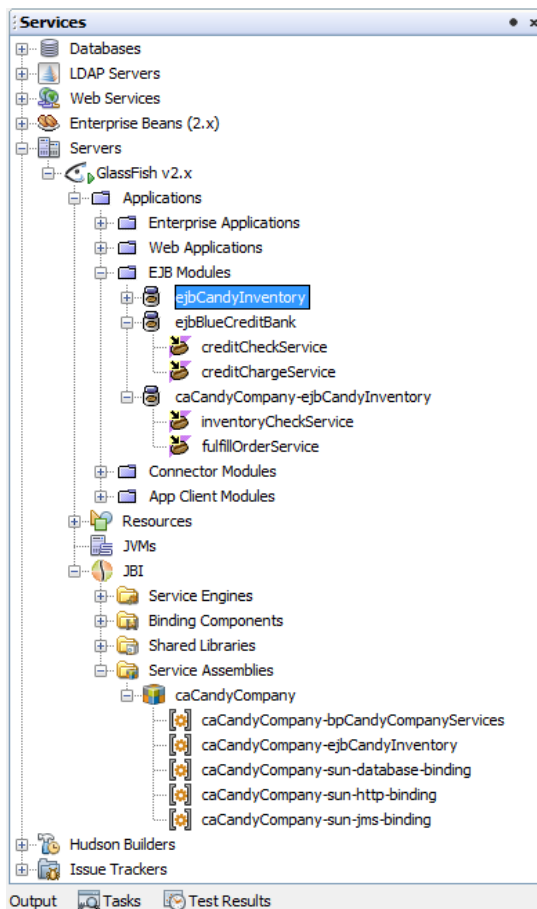 Services
Databases
LDAP Servers
Web Services
Enterprise Beans (2.x)
Servers
GlassFish v2.x
Applications
Enterprise Applications
Web Applications
EJB Modules
ejbCandyInventory
ejbBlueCreditBank
creditCheckService
creditChargeService
caCandyCompany-ejbCandyInventory
inventoryCheckService
fulfillOrderService
Connector Modules
App Client Modules
Resources
JVMs
JBI
Service Engines
Binding Components
Shared Libraries
Service Assemblies
caCandyCompany
caCandyCompany-bpCandyCompanyServices
caCandyCompany-ejbCandyInventory
caCandyCompany-sun-database-binding
caCandyCompany-sun-http-binding
caCandyCompany-sun-jms-binding
Hudson Builders
Issue Trackers
Output Tasks Test Results